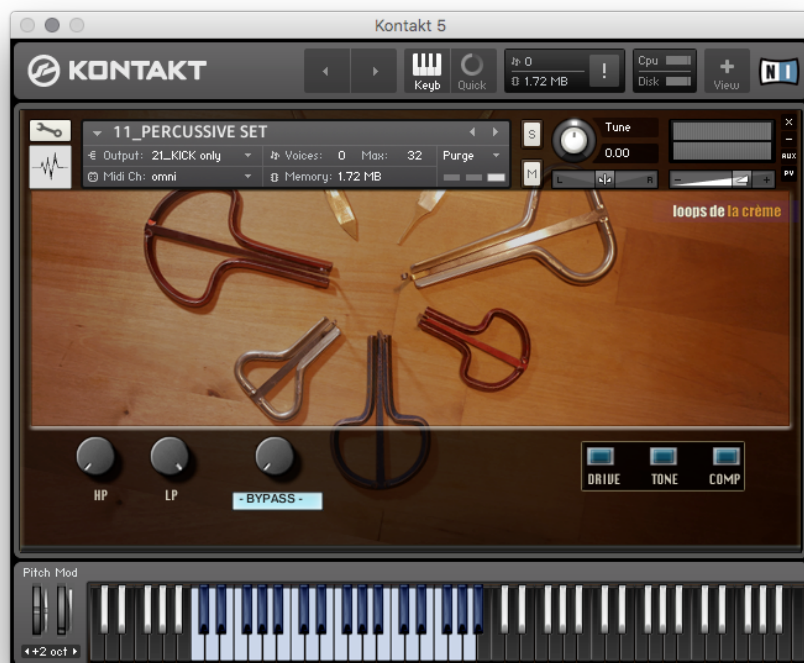 Kontakt 5
KONTAKT
Keyb
Quick
0
1.72 MB
!
Cpu
Disk
View
NI
11_PERCUSSIVE SET
Output: 21_KICK only
Voices: 0 Max: 32 Purge
Midi Ch: omni
Memory: 1.72 MB
S
M
Tune
0.00
L R
- +
X
-
AUX
PV
loops de la crème
HP
LP
- BYPASS -
DRIVE
TONE
COMP
Pitch Mod
+2 oct